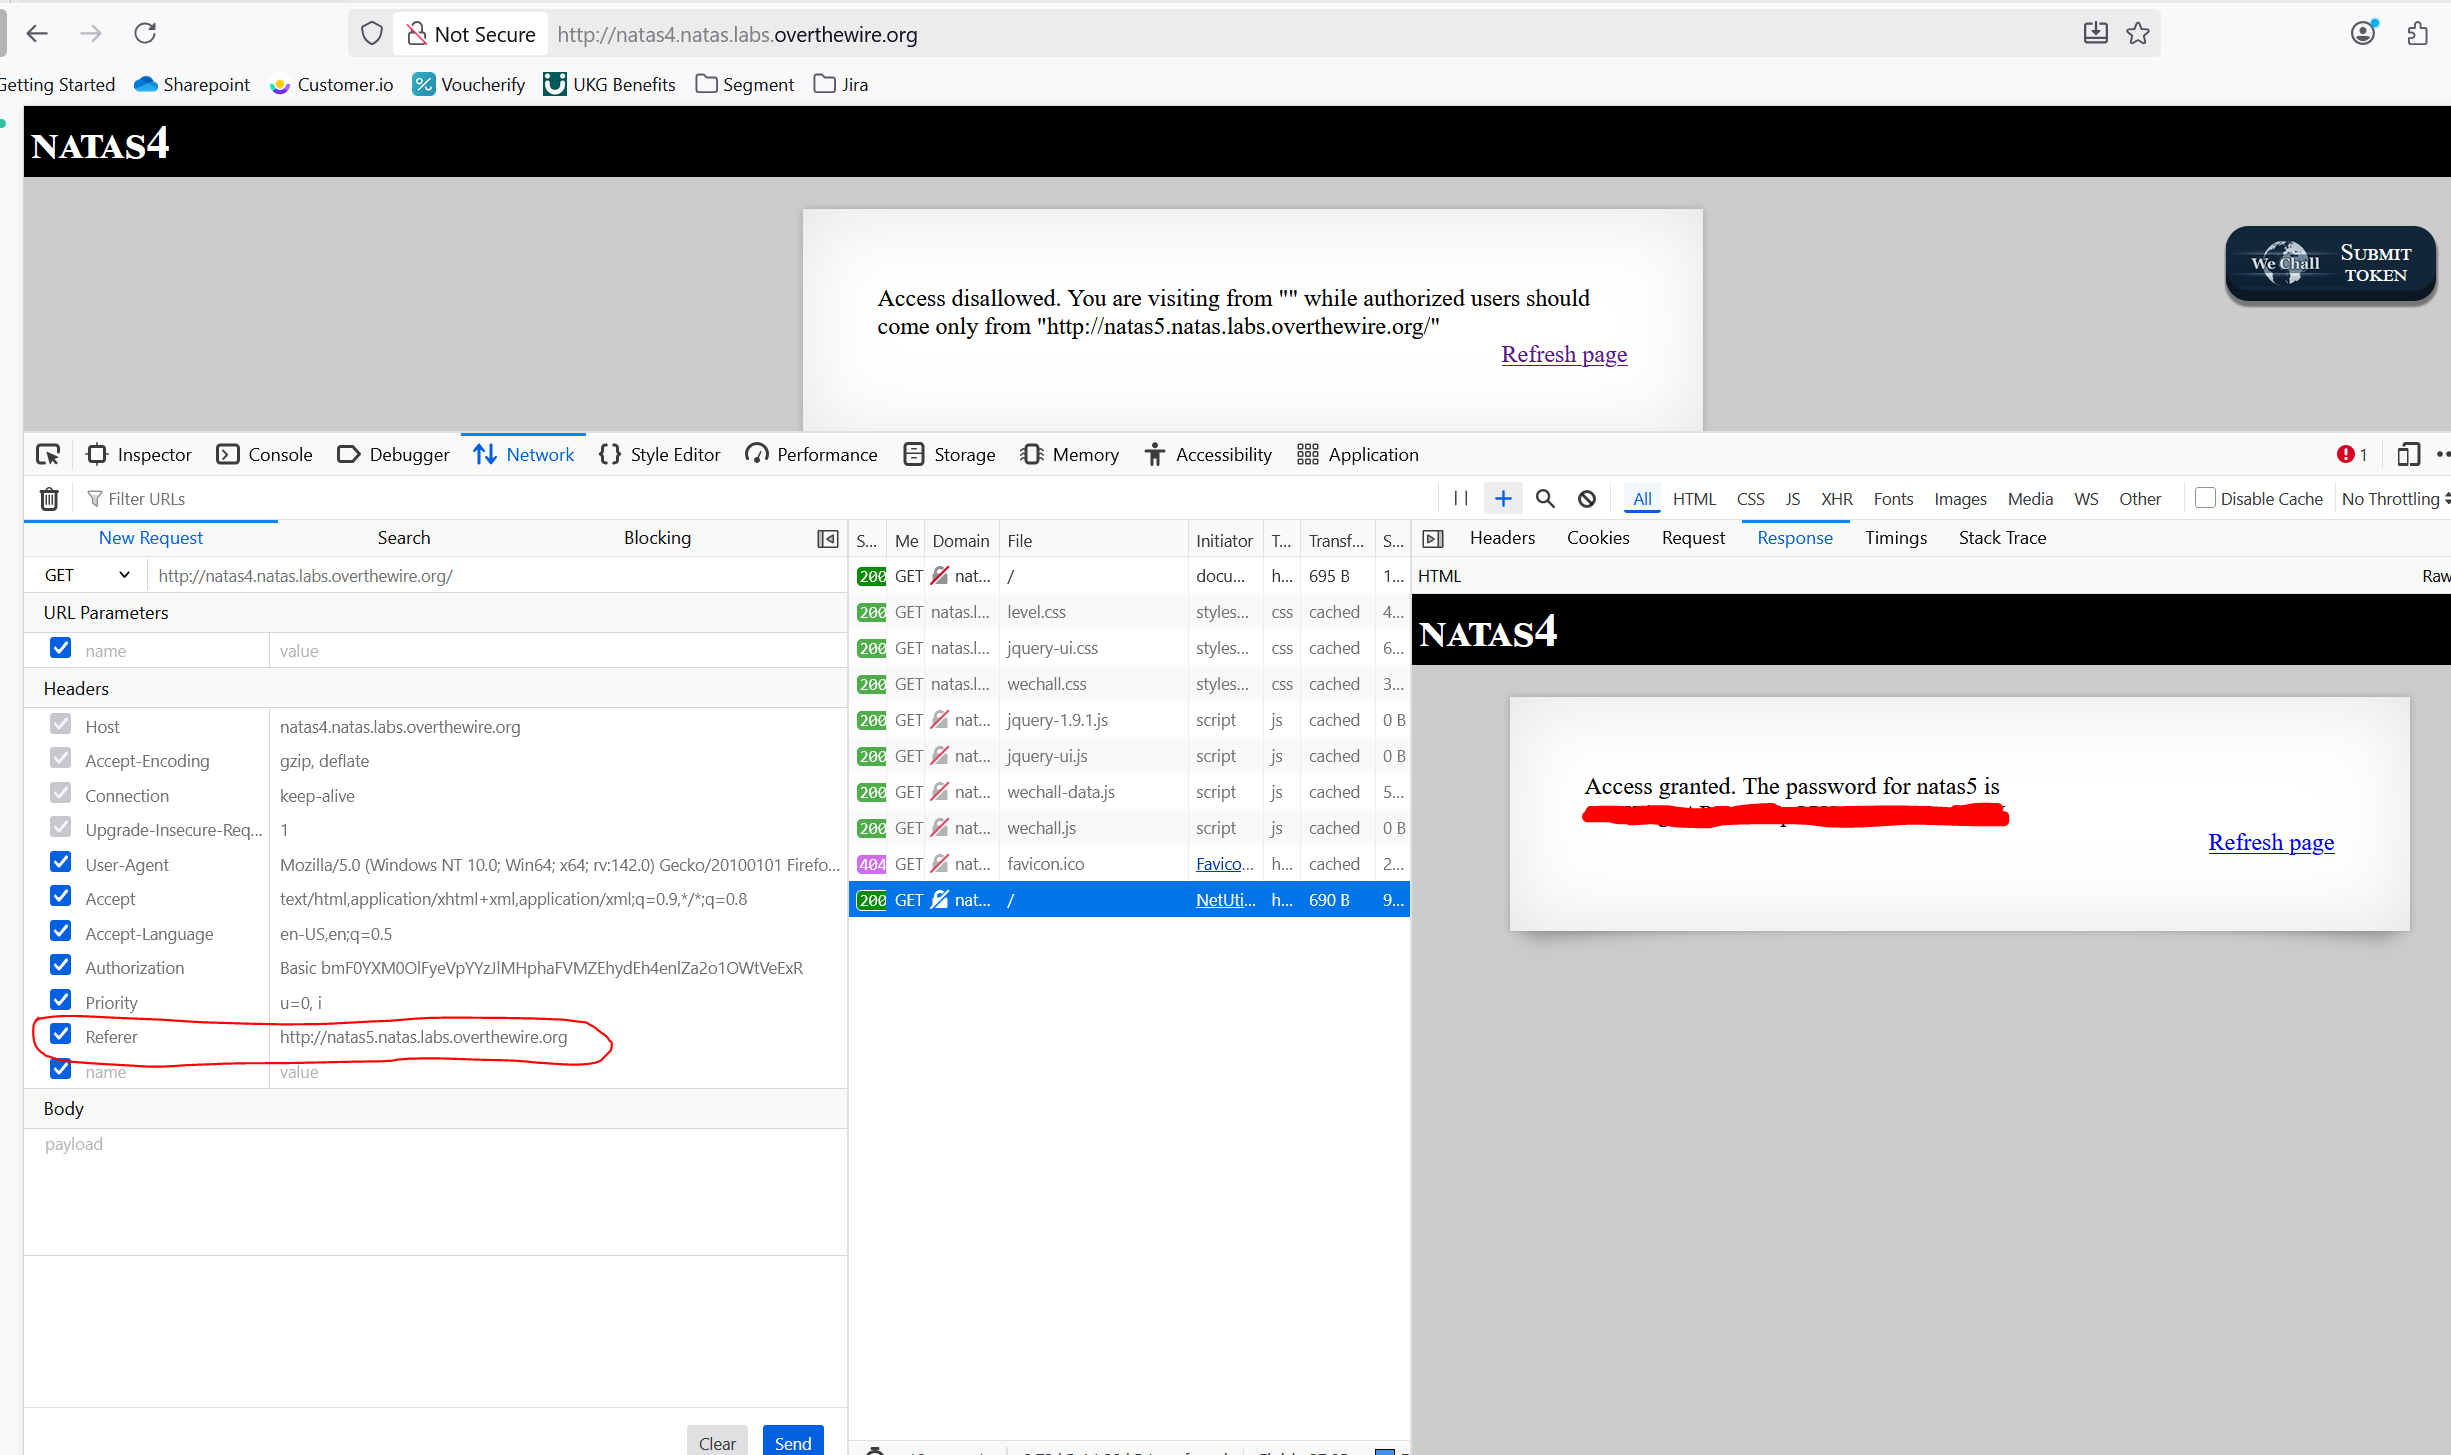 Not Secure
http://natas4.natas.labs.overthewire.org
Getting Started
Sharepoint
Customer.io
Voucherify
UKG Benefits
Segment
Jira
NATAS4
Access disallowed. You are visiting from "" while authorized users should
come only from "http://natas5.natas.labs.overthewire.org/"
Refresh page
We Chall
SUBMIT
TOKEN
Inspector
Console
Debugger
Network
Style Editor
Performance
Storage
Memory
Accessibility
Application
1
Filter URLs
All
HTML
CSS
JS
XHR
Fonts
Images
Media
WS
Other
Disable Cache
No Throttling
New Request
Search
Blocking
GET
http://natas4.natas.labs.overthewire.org/
URL Parameters
name value
Headers
Host natas4.natas.labs.overthewire.org
Accept-Encoding gzip, deflate
Connection keep-alive
Upgrade-Insecure-Req... 1
User-Agent Mozilla/5.0 (Windows NT 10.0; Win64; x64; rv:142.0) Gecko/20100101 Firefo...
Accept text/html,application/xhtml+xml,application/xml;q=0.9,*/*;q=0.8
Accept-Language en-US,en;q=0.5
Authorization Basic bmF0YXM0OlFyeVpYYzJlMHphaFVMZEhydEh4enlZa2o1OWtVeExR
Priority u=0, i
Referer http://natas5.natas.labs.overthewire.org
name value
Body
payload
Clear
Send
S... Me Domain File Initiator T... Transf... S...
200 GET nat... / docu... h... 695 B 1...
200 GET natas.l... level.css styles... css cached 4...
200 GET natas.l... jquery-ui.css styles... css cached 6...
200 GET natas.l... wechall.css styles... css cached 3...
200 GET nat... jquery-1.9.1.js script js cached 0 B
200 GET nat... jquery-ui.js script js cached 0 B
200 GET nat... wechall-data.js script js cached 5...
200 GET nat... wechall.js script js cached 0 B
404 GET nat... favicon.ico Favico... h... cached 2...
200 GET nat... / NetUti... h... 690 B 9...
Headers
Cookies
Request
Response
Timings
Stack Trace
HTML
Raw
NATAS4
Access granted. The password for natas5 is
Refresh page